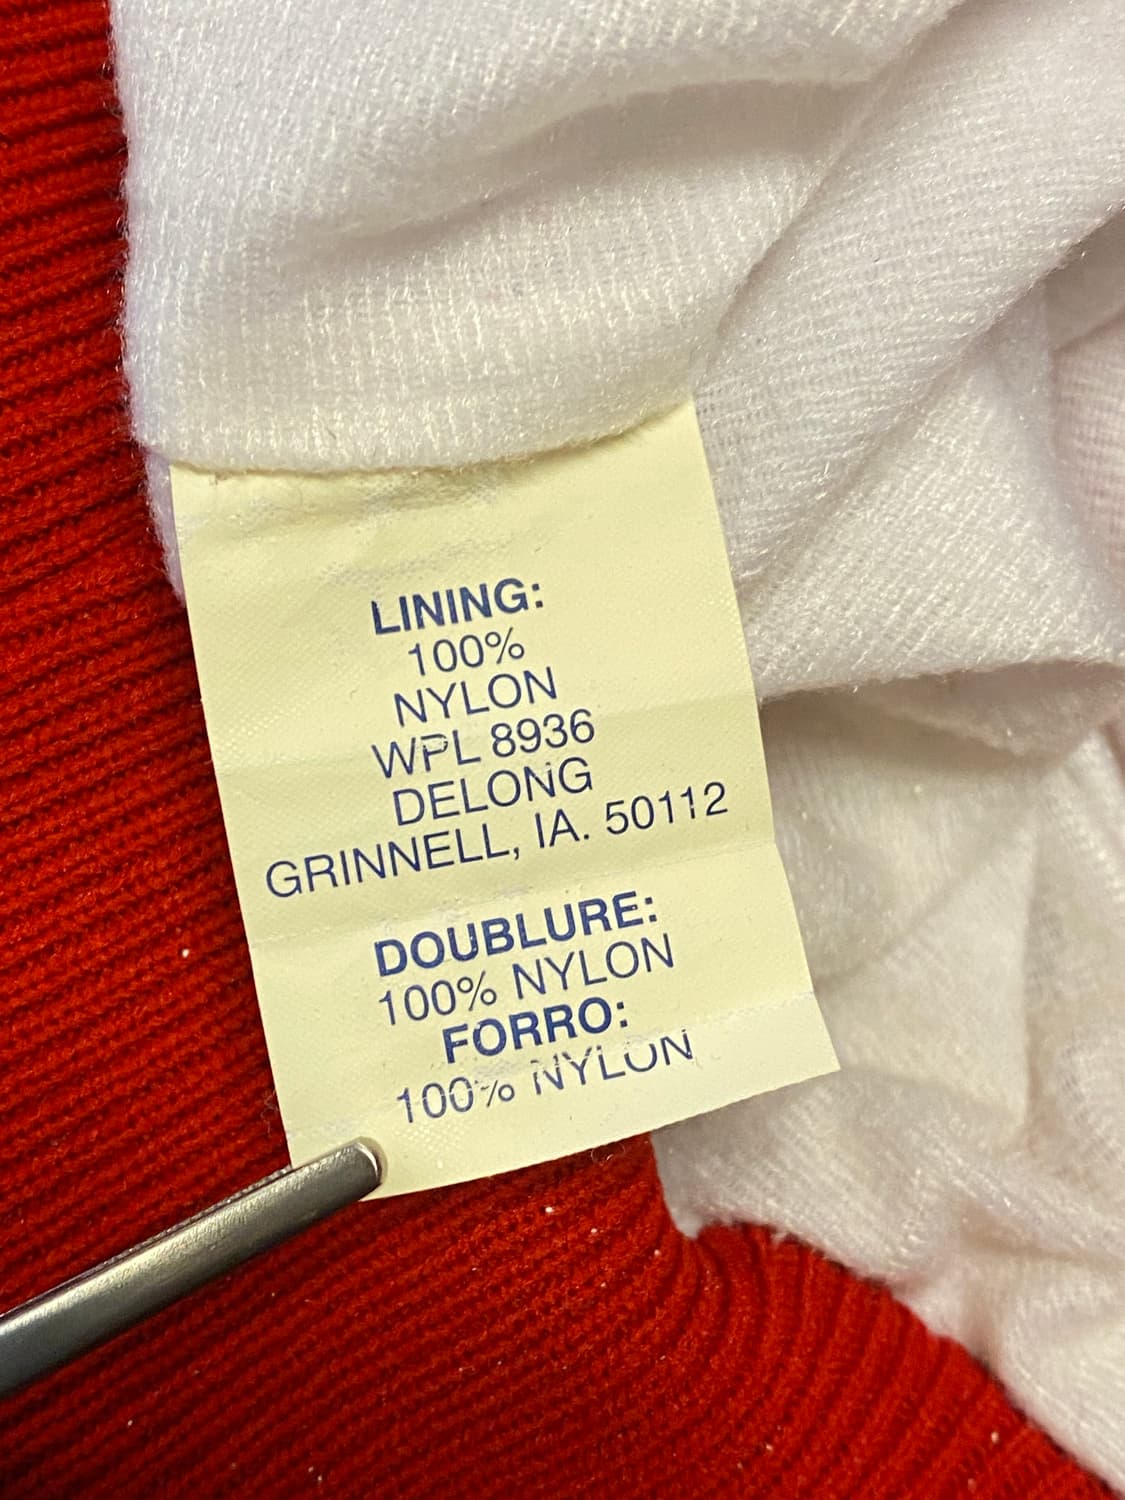 LINING:
100%
NYLON
WPL 8936
DELONG
GRINNELL, IA. 50112
DOUBLURE:
100% NYLON
FORRO:
100% NYLON